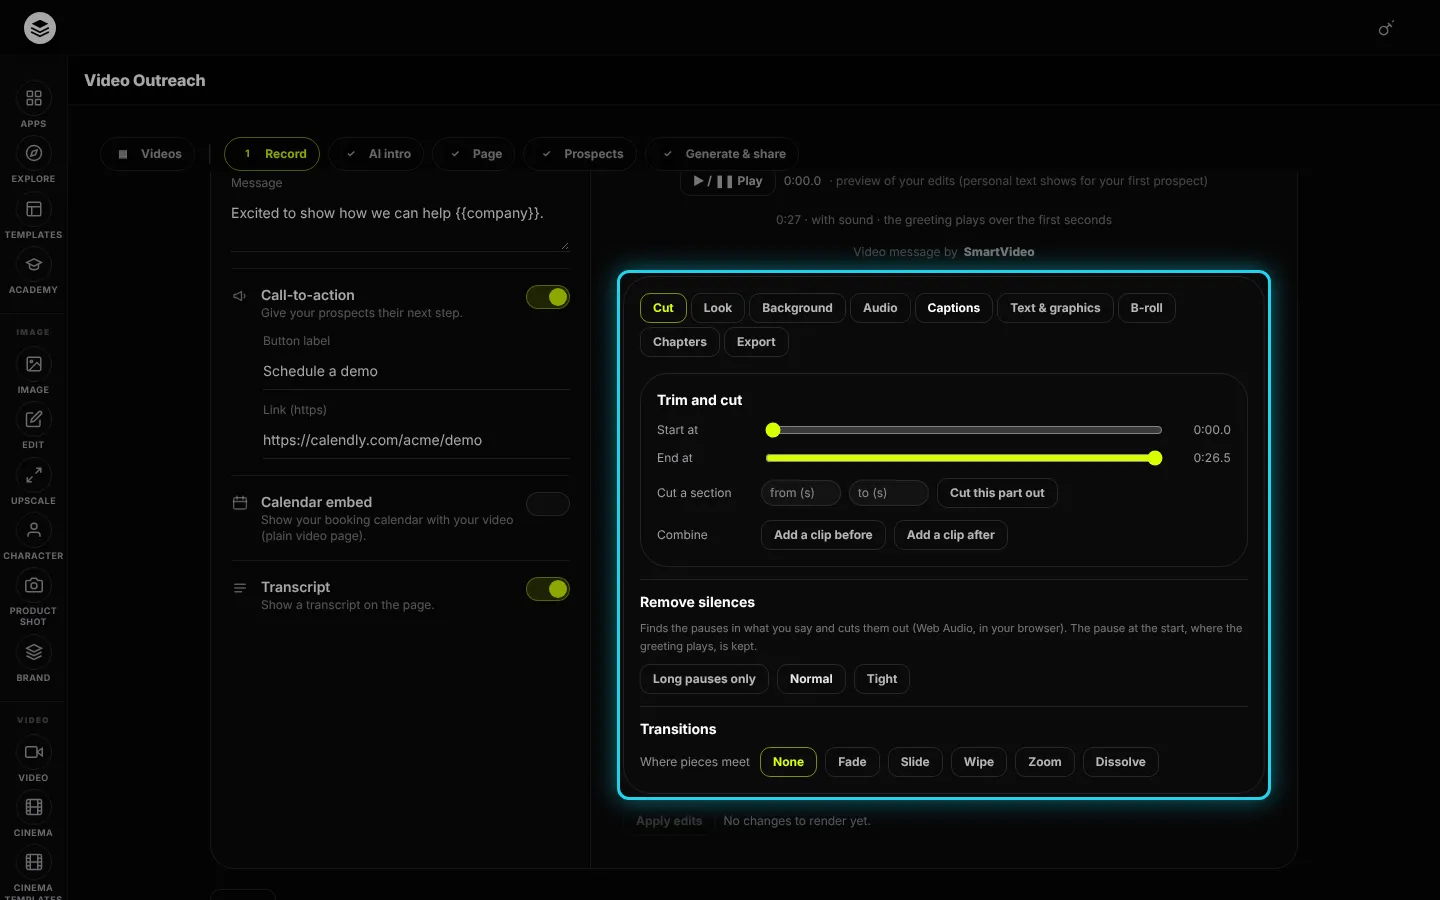 Video Outreach
APPS
EXPLORE
TEMPLATES
ACADEMY
IMAGE
IMAGE
EDIT
UPSCALE
CHARACTER
PRODUCT
SHOT
BRAND
VIDEO
VIDEO
CINEMA
CINEMA
TEMPLATES
Videos
1 Record
AI intro
Page
Prospects
Generate & share
Message
Excited to show how we can help {{company}}.
Call-to-action
Give your prospects their next step.
Button label
Schedule a demo
Link (https)
https://calendly.com/acme/demo
Calendar embed
Show your booking calendar with your video
(plain video page).
Transcript
Show a transcript on the page.
▶ / ❚❚ Play 0:00.0 · preview of your edits (personal text shows for your first prospect)
0:27 · with sound · the greeting plays over the first seconds
Video message by SmartVideo
Cut Look Background Audio Captions Text & graphics B-roll
Chapters Export
Trim and cut
Start at 0:00.0
End at 0:26.5
Cut a section from (s) to (s) Cut this part out
Combine Add a clip before Add a clip after
Remove silences
Finds the pauses in what you say and cuts them out (Web Audio, in your browser). The pause at the start, where the
greeting plays, is kept.
Long pauses only Normal Tight
Transitions
Where pieces meet None Fade Slide Wipe Zoom Dissolve
Apply edits No changes to render yet.